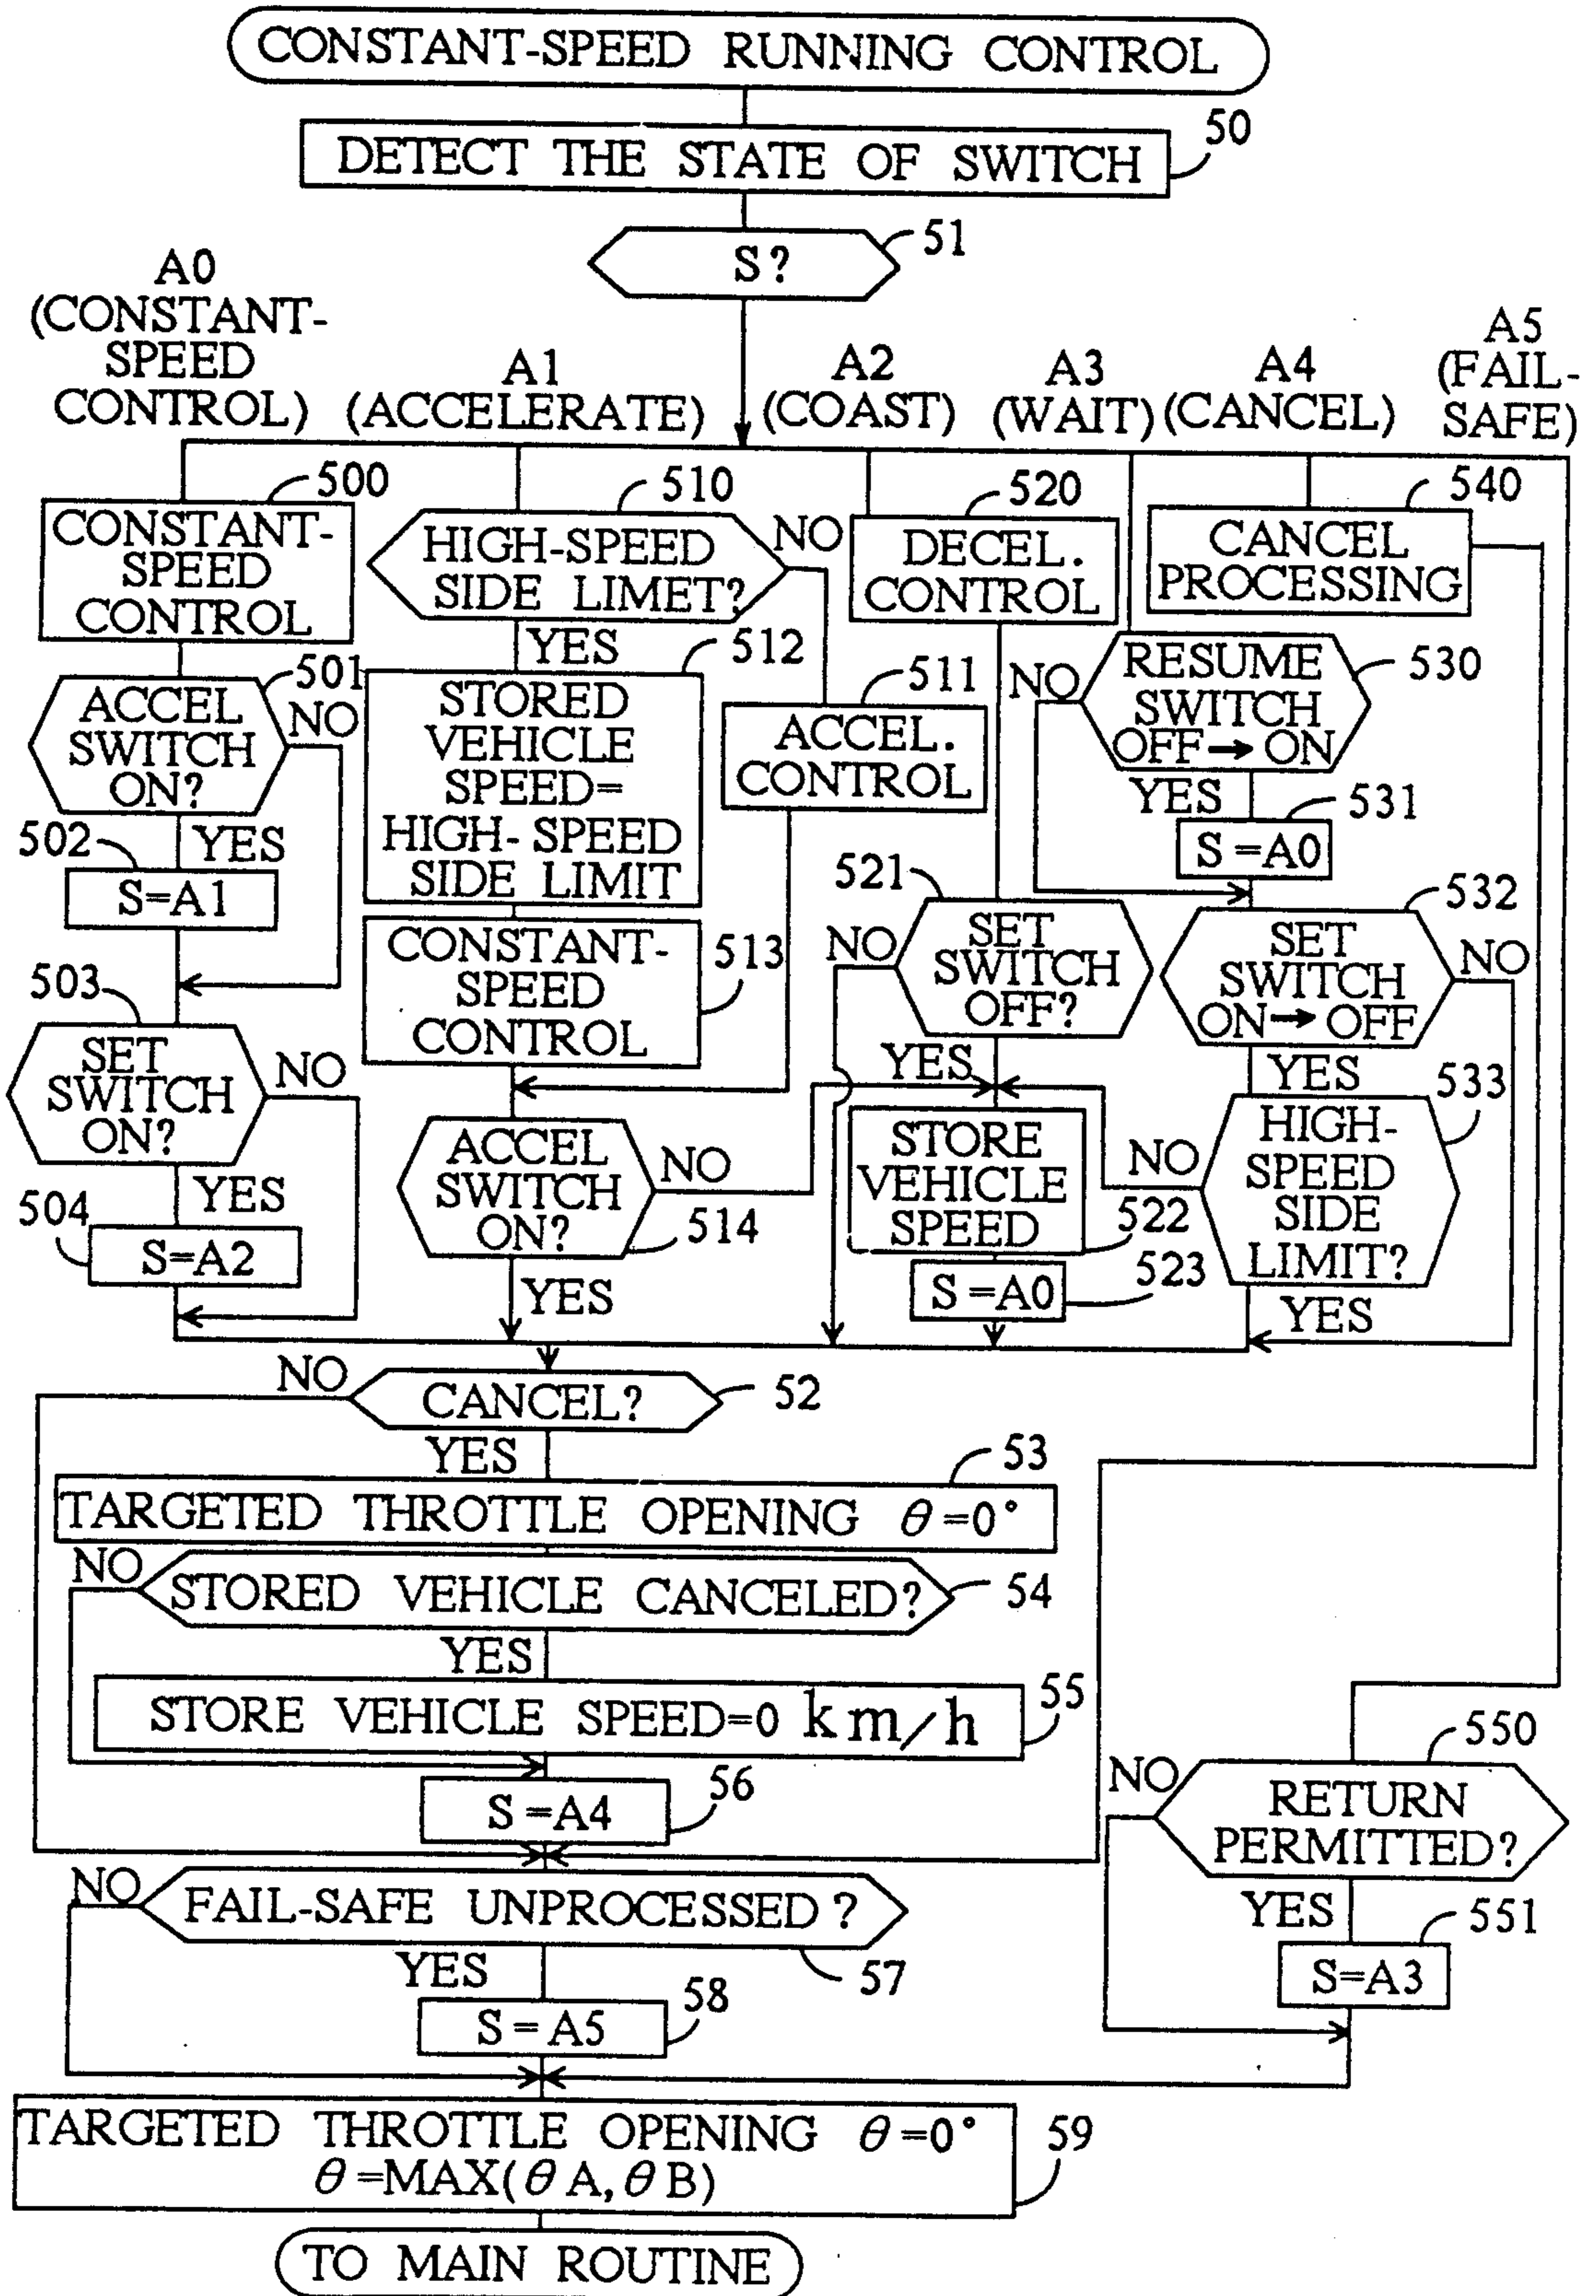 CONSTANT-SPEED RUNNING CONTROL
DETECT THE STATE OF SWITCH
50
S?
51
A0
(CONSTANT-
SPEED
CONTROL)
A1
(ACCELERATE)
A2
(COAST)
A3
(WAIT)
A4
(CANCEL)
A5
(FAIL-
SAFE)
500
CONSTANT-
SPEED
CONTROL
501
ACCEL
SWITCH
ON?
NO
YES
502
S=A1
503
SET
SWITCH
ON?
NO
YES
504
S=A2
510
HIGH-SPEED
SIDE LIMET?
NO
YES
512
STORED
VEHICLE
SPEED=
HIGH-SPEED
SIDE LIMIT
511
ACCEL.
CONTROL
CONSTANT-
SPEED
CONTROL
513
ACCEL
SWITCH
ON?
NO
514
YES
520
DECEL.
CONTROL
521
SET
SWITCH
OFF?
NO
YES
STORE
VEHICLE
SPEED
522
S=A0
523
540
CANCEL
PROCESSING
530
RESUME
SWITCH
OFF→ON
NO
YES
531
S=A0
532
SET
SWITCH
ON→OFF
NO
YES
533
HIGH-
SPEED
SIDE
LIMIT?
NO
YES
NO
CANCEL?
52
YES
53
TARGETED THROTTLE OPENING θ=0°
NO
STORED VEHICLE CANCELED?
54
YES
STORE VEHICLE SPEED=0 km/h
55
S=A4
56
NO
FAIL-SAFE UNPROCESSED?
57
YES
S=A5
58
550
NO
RETURN
PERMITTED?
YES
551
S=A3
TARGETED THROTTLE OPENING θ=0°
θ=MAX(θA,θB)
59
TO MAIN ROUTINE